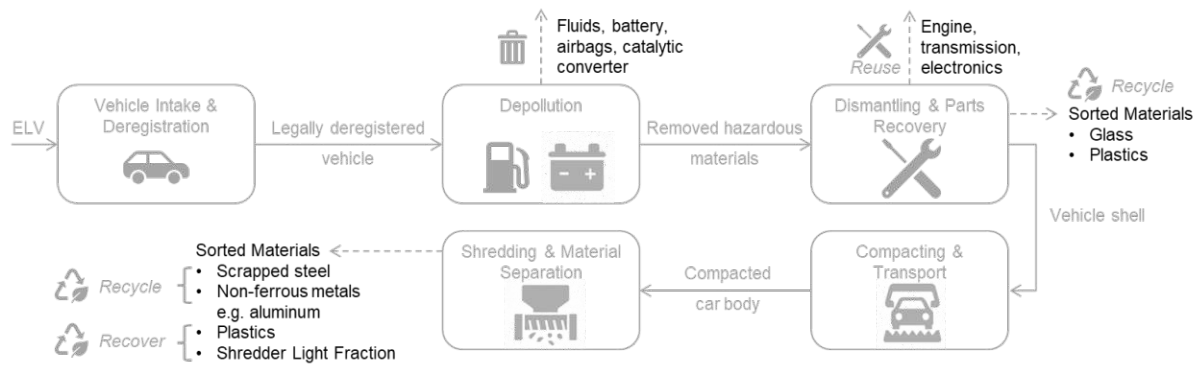 Fluids, battery,
airbags, catalytic
converter
Engine,
transmission,
electronics
Reuse
Recycle
Sorted Materials
• Glass
• Plastics
ELV
Vehicle Intake &
Deregistration
Legally deregistered
vehicle
Depollution
Removed hazardous
materials
Dismantling & Parts
Recovery
Vehicle shell
Compacting &
Transport
Compacted
car body
Shredding & Material
Separation
Sorted Materials
• Scrapped steel
• Non-ferrous metals
e.g. aluminum
• Plastics
• Shredder Light Fraction
Recycle
Recover